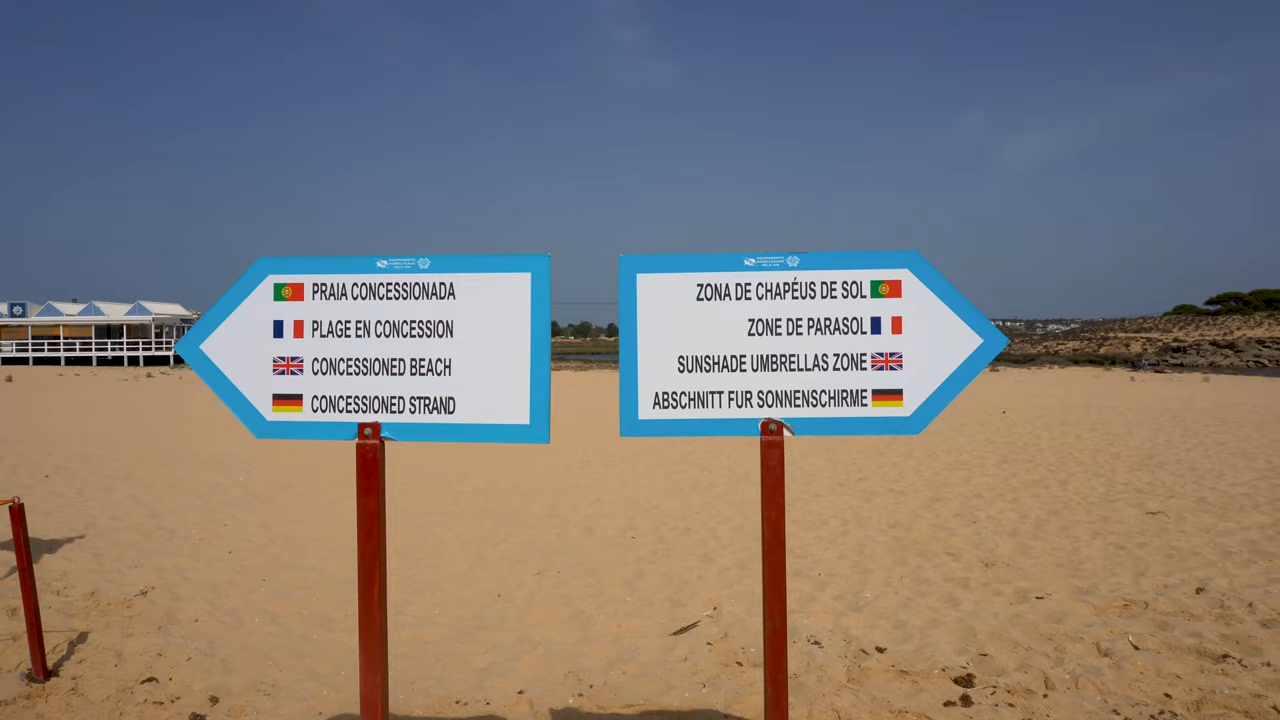 PRAIA CONCESSIONADA
PLAGE EN CONCESSION
CONCESSIONED BEACH
CONCESSIONED STRAND
ZONA DE CHAPÉUS DE SOL
ZONE DE PARASOL
SUNSHADE UMBRELLAS ZONE
ABSCHNITT FUR SONNENSCHIRME